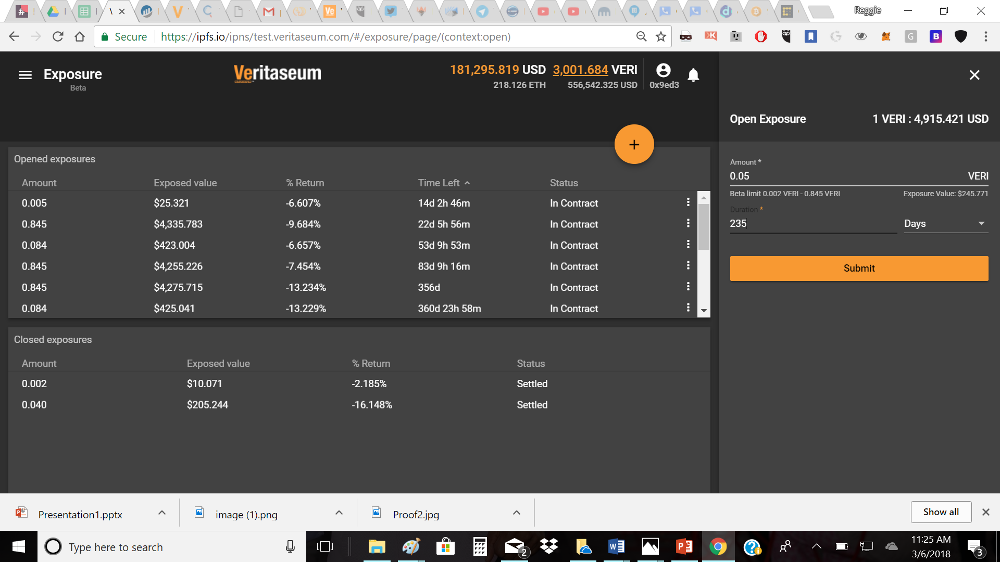 Reggie
Secure https://ipfs.io/ipns/test.veritaseum.com/#/exposure/page/(context:open)
Exposure
Beta
Veritaseum
181,295.819 USD 3,001.684 VERI
218.126 ETH 556,542.325 USD
0x9ed3
Open Exposure 1 VERI : 4,915.421 USD
Amount *
0.05 VERI
Beta limit 0.002 VERI - 0.845 VERI Exposure Value: $245.771
Duration *
235 Days
Submit
+
Opened exposures
Amount Exposed value % Return Time Left Status
0.005 $25.321 -6.607% 14d 2h 46m In Contract
0.845 $4,335.783 -9.684% 22d 5h 56m In Contract
0.084 $423.004 -6.657% 53d 9h 53m In Contract
0.845 $4,255.226 -7.454% 83d 9h 16m In Contract
0.845 $4,275.715 -13.234% 356d In Contract
0.084 $425.041 -13.229% 360d 23h 58m In Contract
Closed exposures
Amount Exposed value % Return Status
0.002 $10.071 -2.185% Settled
0.040 $205.244 -16.148% Settled
Presentation1.pptx image (1).png Proof2.jpg Show all
Type here to search
2
11:25 AM
3/6/2018
3